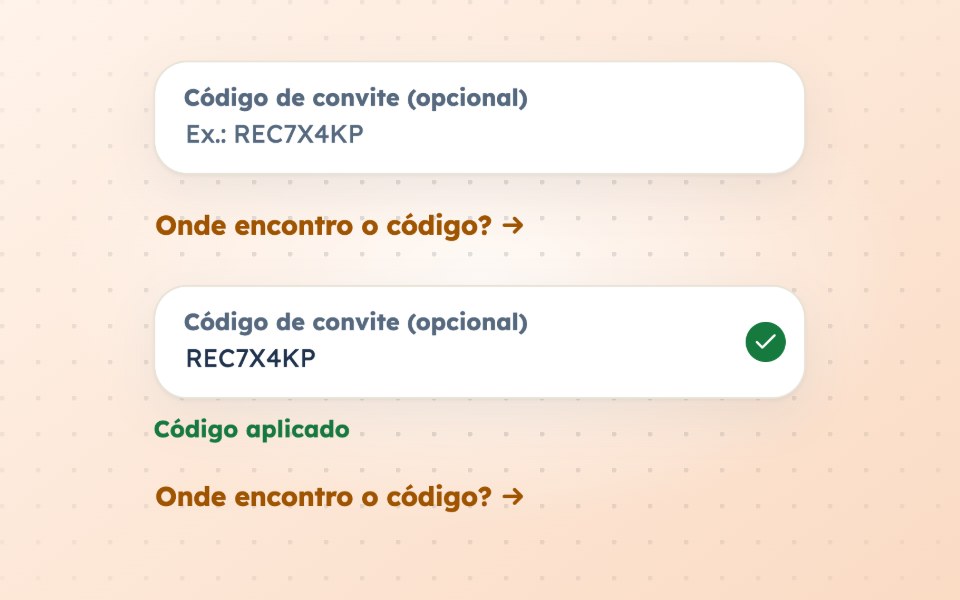 Código de convite (opcional)
Ex.: REC7X4KP
Onde encontro o código? →
Código de convite (opcional)
REC7X4KP
Código aplicado
Onde encontro o código? →